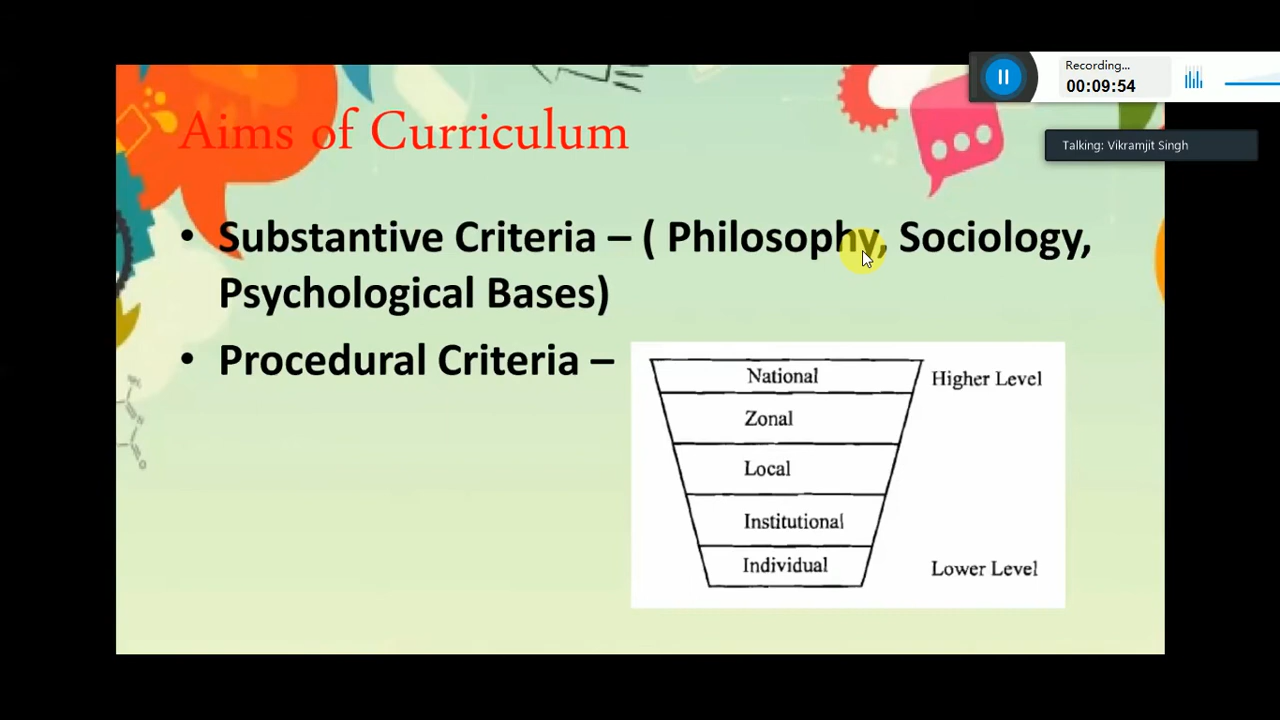 Recording...
00:09:54
Talking: Vikramjit Singh
Aims of Curriculum
• Substantive Criteria – ( Philosophy, Sociology,
Psychological Bases)
• Procedural Criteria –
National
Higher Level
Zonal
Local
Institutional
Individual
Lower Level